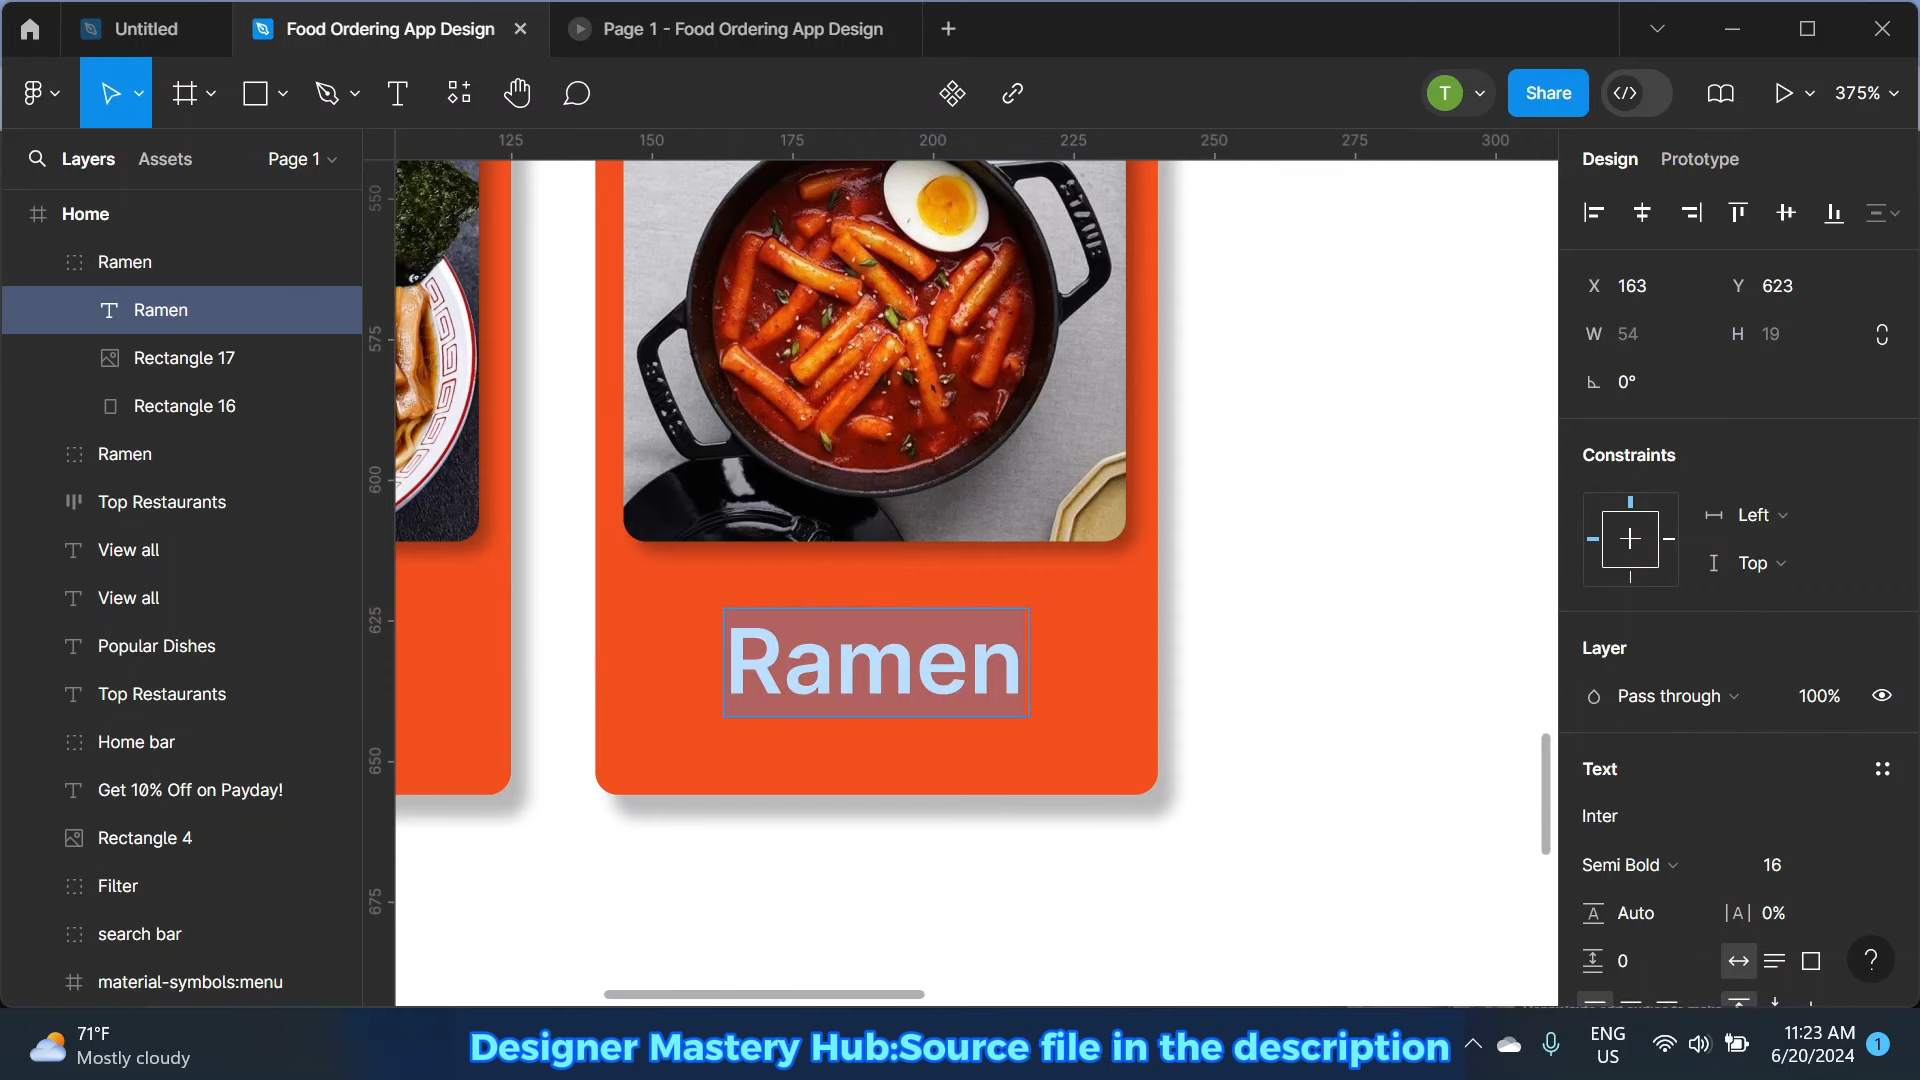 Untitled
Food Ordering App Design
Page 1 - Food Ordering App Design
T
Share
375%
Layers
Assets
Page 1
125
150
175
200
225
250
275
300
Design
Prototype
Home
Ramen
Ramen
Rectangle 17
Rectangle 16
Ramen
Top Restaurants
View all
View all
Popular Dishes
Top Restaurants
Home bar
Get 10% Off on Payday!
Rectangle 4
Filter
search bar
material-symbols:menu
550
575
600
625
650
675
Ramen
X 163
Y 623
W 54
H 19
0°
Constraints
Left
Top
Layer
Pass through
100%
Text
Inter
Semi Bold
16
Auto
|A| 0%
0
?
71°F
Mostly cloudy
Designer Mastery Hub:Source file in the description
ENG
US
11:23 AM
6/20/2024
1